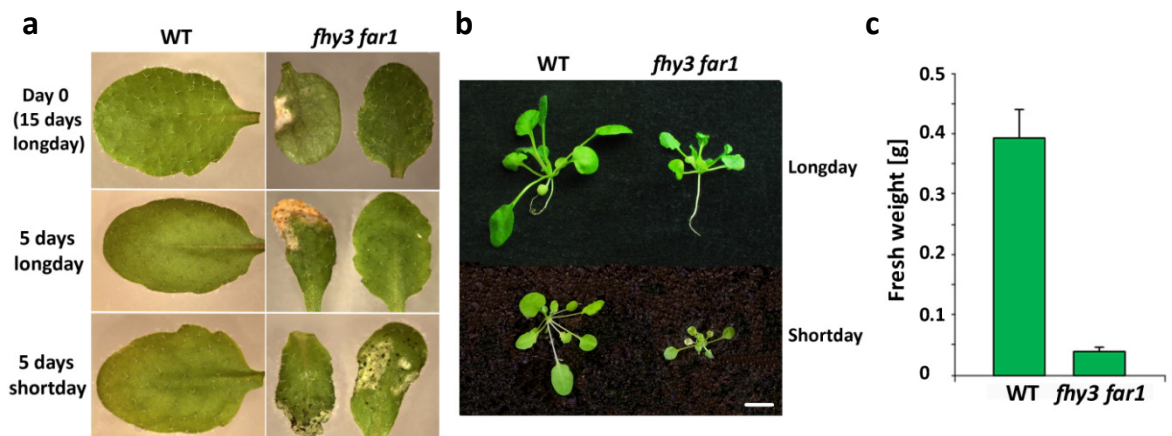 a
WT
fhy3 far1
Day 0
(15 days
longday)
5 days
longday
5 days
shortday
b
WT
fhy3 far1
Longday
Shortday
c
Fresh weight [g]
0.5
0.4
0.3
0.2
0.1
0
WT
fhy3 far1